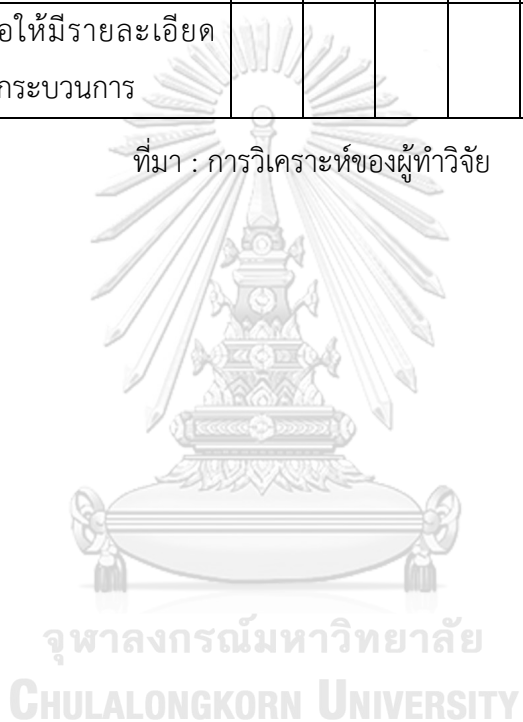 อให้มีรายละเอียด
กระบวนการ
ที่มา : การวิเคราะห์ของผู้ทำวิจัย
จุฬาลงกรณ์มหาวิทยาลัย
CHULALONGKORN UNIVERSITY